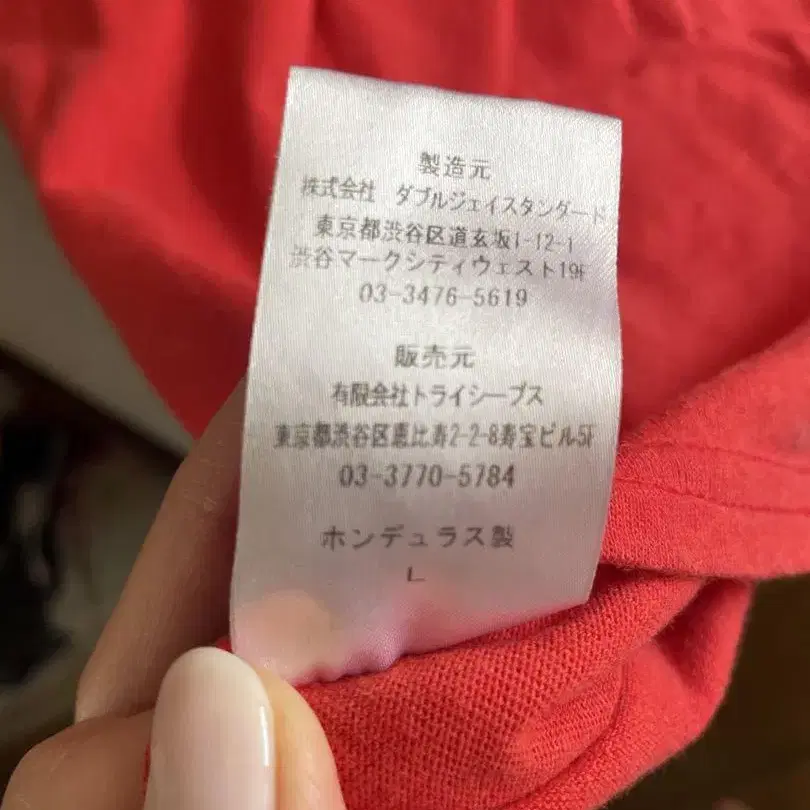 製造元
株式会社 ダブルジェイスタンダード
東京都渋谷区道玄坂1-12-1
渋谷マークシティウェスト19F
03-3476-5619
販売元
有限会社トライシープス
東京都渋谷区恵比寿2-2-8寿宝ビル5F
03-3770-5784
ホンデュラス製
L